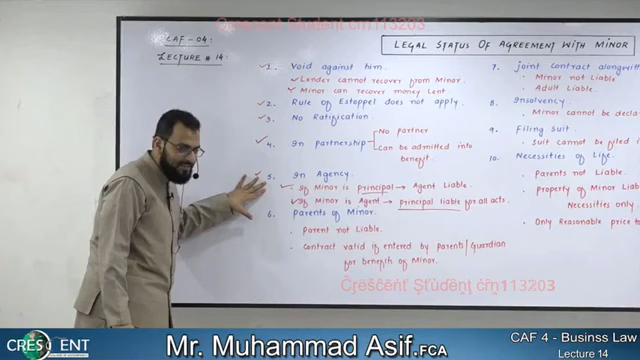 Crescent Student crn113203
CAF - 04:
LECTURE # 14:
LEGAL STATUS OF AGREEMENT WITH MINOR
1. Void against him.
Lender cannot recover from Minor.
Minor can recover money Lent.
2. Rule of Estoppel does not apply.
3. No Ratification.
4. In Partnership
No partner
Can be admitted into
benefit.
5. In Agency.
If Minor is Principal → Agent Liable.
If Minor is Agent → principal liable for all acts.
6. Parents of Minor.
Parent not Liable.
Contract valid if entered by parents/Guardian
for benefit of Minor.
7. Joint Contract alongwith
Minor not Liable
Adult Liable.
8. Insolvency.
Minor cannot be
9. Filing Suit.
Suit cannot be filed
10. Necessities of Life.
Parents not Liable.
Property of Minor
Necessities only.
Only Reasonable price
Crescent Student crn113203
CRESCENT
Mr. Muhammad Asif.FCA
CAF 4 - Businss Law
Lecture 14